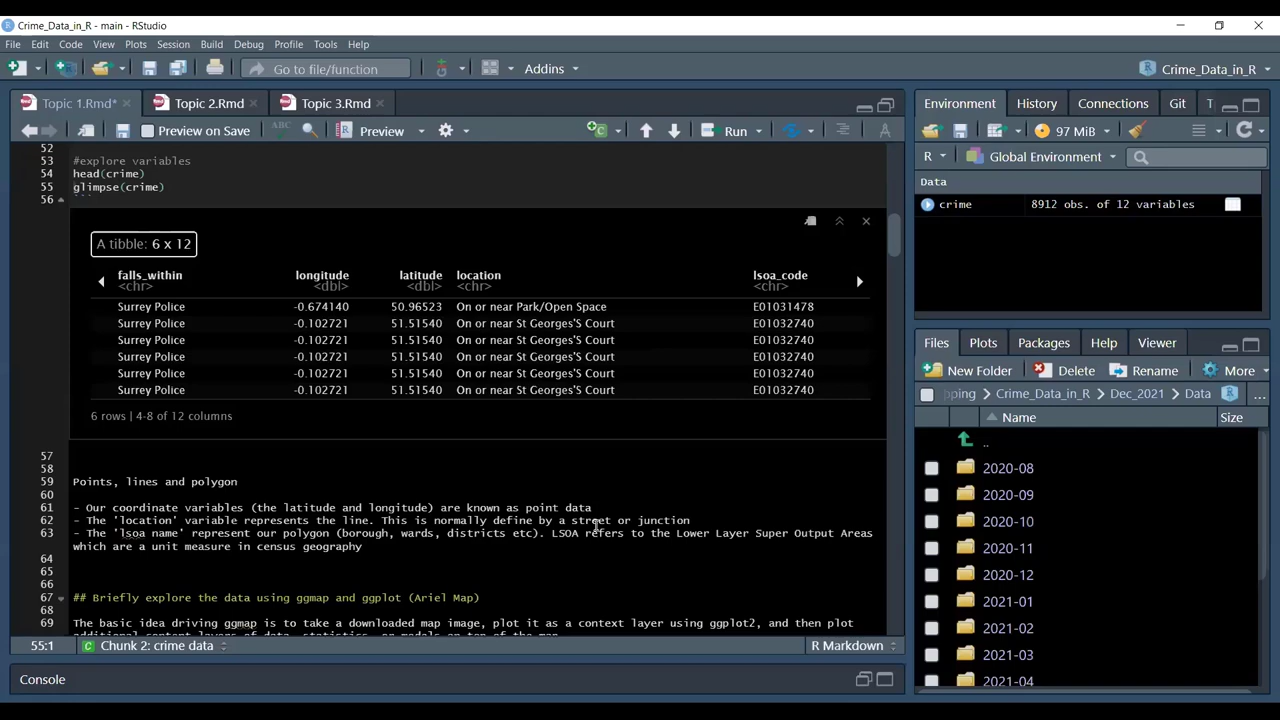 Crime_Data_in_R - main - RStudio
File Edit Code View Plots Session Build Debug Profile Tools Help
Go to file/function Addins Crime_Data_in_R
Topic 1.Rmd* Topic 2.Rmd Topic 3.Rmd
Preview on Save ABC Preview Run
52
53 #explore variables
54 head(crime)
55 glimpse(crime)
56 ```
A tibble: 6 x 12
falls_within longitude latitude location lsoa_code
<chr> <dbl> <dbl> <chr> <chr>
Surrey Police -0.674140 50.96523 On or near Park/Open Space E01031478
Surrey Police -0.102721 51.51540 On or near St Georges'S Court E01032740
Surrey Police -0.102721 51.51540 On or near St Georges'S Court E01032740
Surrey Police -0.102721 51.51540 On or near St Georges'S Court E01032740
Surrey Police -0.102721 51.51540 On or near St Georges'S Court E01032740
Surrey Police -0.102721 51.51540 On or near St Georges'S Court E01032740
6 rows | 4-8 of 12 columns
57
58
59 Points, lines and polygon
60
61 - Our coordinate variables (the latitude and longitude) are known as point data
62 - The 'location' variable represents the line. This is normally define by a street or junction
63 - The 'lsoa name' represent our polygon (borough, wards, districts etc). LSOA refers to the Lower Layer Super Output Areas
which are a unit measure in census geography
64
65
66
67 ## Briefly explore the data using ggmap and ggplot (Ariel Map)
68
69 The basic idea driving ggmap is to take a downloaded map image, plot it as a context layer using ggplot2, and then plot
additional content layers of data, statistics, or models on top of the map
55:1 Chunk 2: crime data R Markdown
Console
Environment History Connections Git T
97 MiB
R Global Environment
Data
crime 8912 obs. of 12 variables
Files Plots Packages Help Viewer
New Folder Delete Rename More
pping Crime_Data_in_R Dec_2021 Data ...
Name Size
..
2020-08
2020-09
2020-10
2020-11
2020-12
2021-01
2021-02
2021-03
2021-04